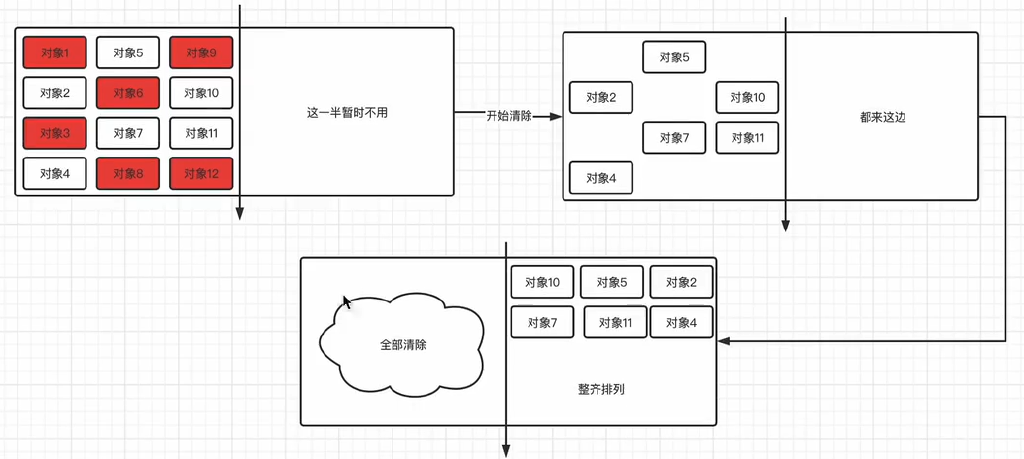 对象1 对象5 对象9
对象2 对象6 对象10
对象3 对象7 对象11
对象4 对象8 对象12
这一半暂时不用
开始清除
对象5
对象2 对象10
对象7 对象11
对象4
都来这边
全部清除
对象10 对象5 对象2
对象7 对象11 对象4
整齐排列